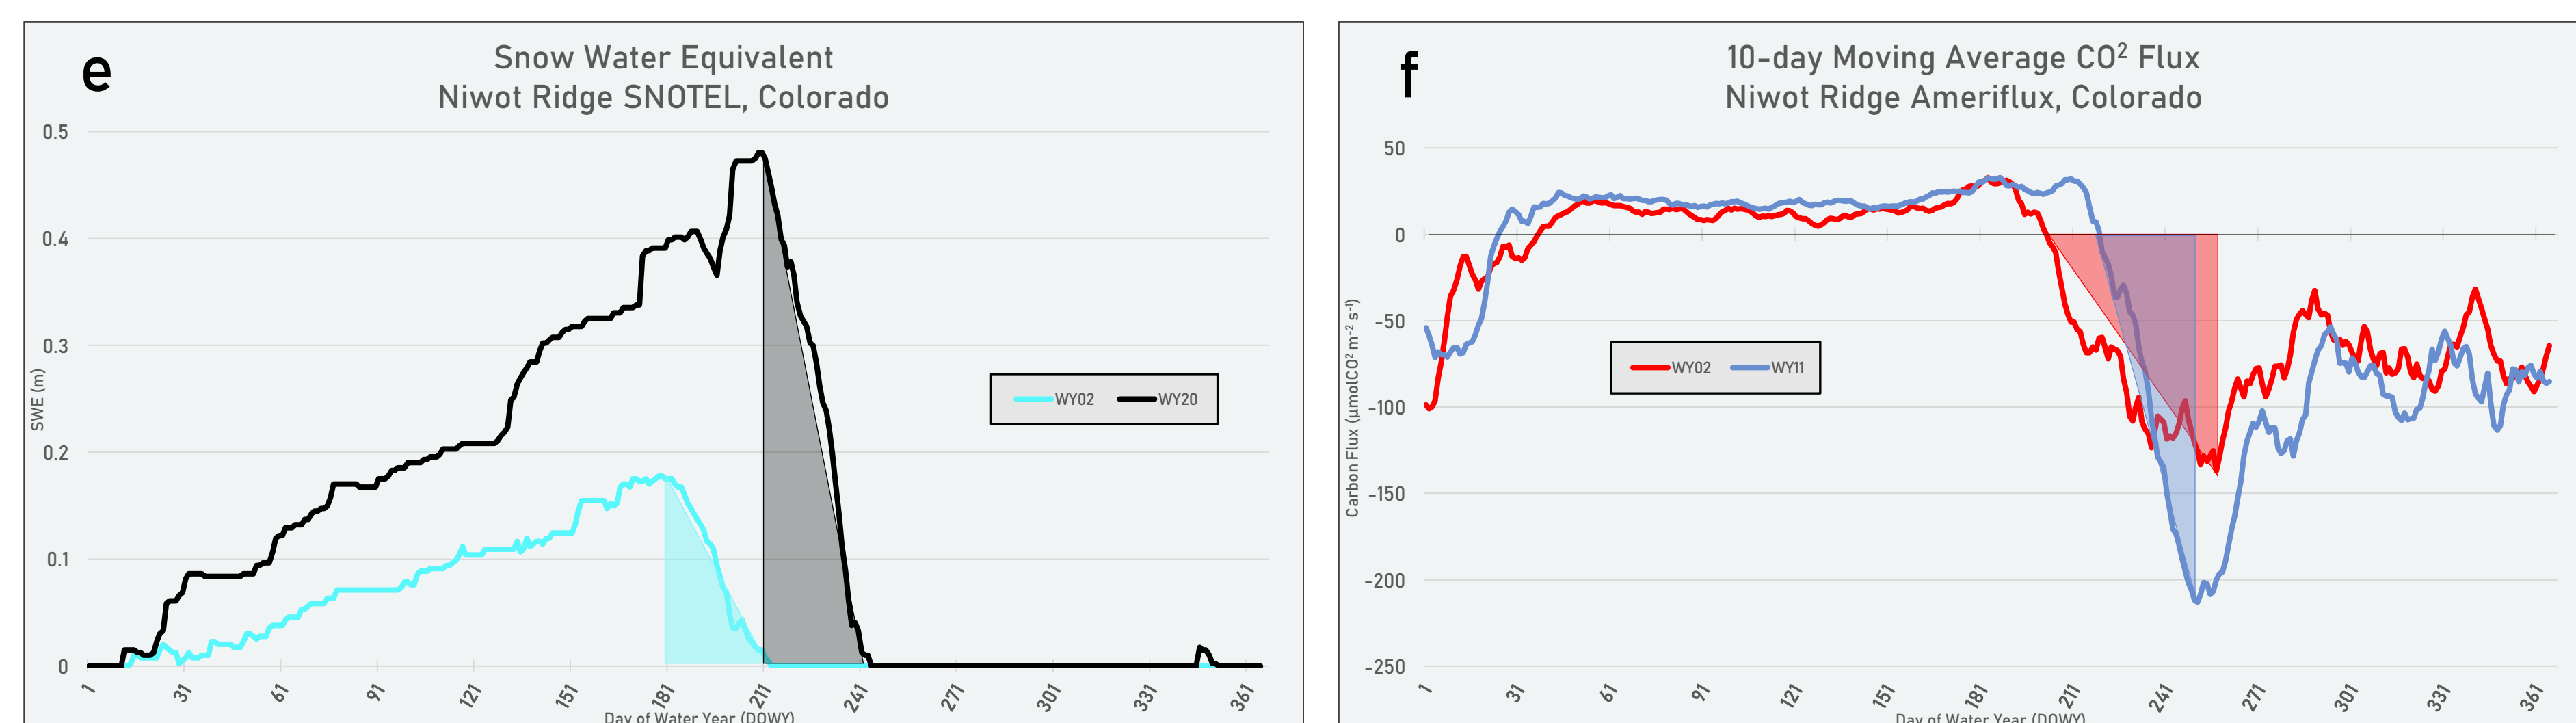 e
Snow Water Equivalent
Niwot Ridge SNOTEL, Colorado
0.5
0.4
0.3
0.2
0.1
0
SWE (m)
WY02 WY20
1 31 61 91 121 151 181 211 241 271 301 331 361
Day of Water Year (DOWY)
f
10-day Moving Average CO² Flux
Niwot Ridge Ameriflux, Colorado
50
0
-50
-100
-150
-200
-250
Carbon Flux (µmolCO² m⁻² s⁻¹)
WY02 WY11
1 31 61 91 121 151 181 211 241 271 301 331 361
Day of Water Year (DOWY)